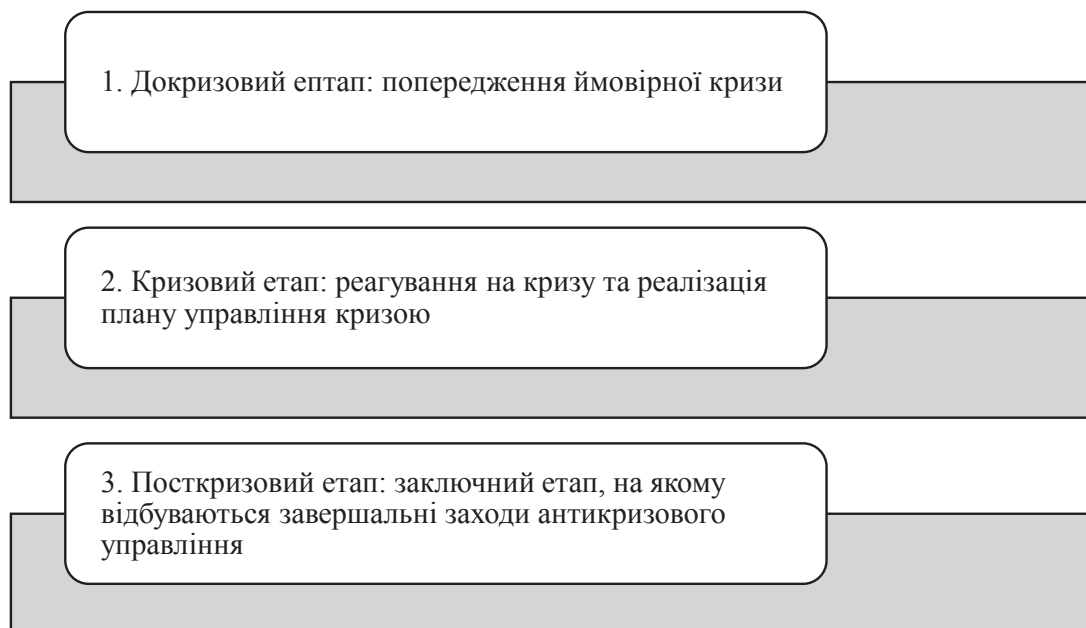 1. Докризовий ептап: попередження ймовірної кризи
2. Кризовий етап: реагування на кризу та реалізація
плану управління кризою
3. Посткризовий етап: заключний етап, на якому
відбуваються завершальні заходи антикризового
управління